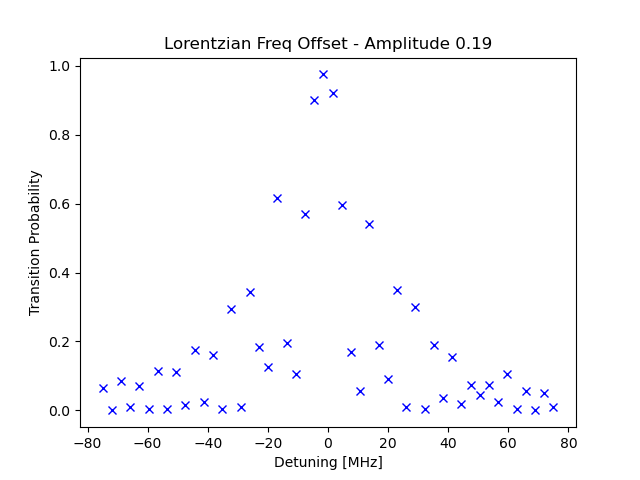 Lorentzian Freq Offset - Amplitude 0.19
1.0
0.8
0.6
0.4
0.2
0.0
Transition Probability
−80 −60 −40 −20 0 20 40 60 80
Detuning [MHz]